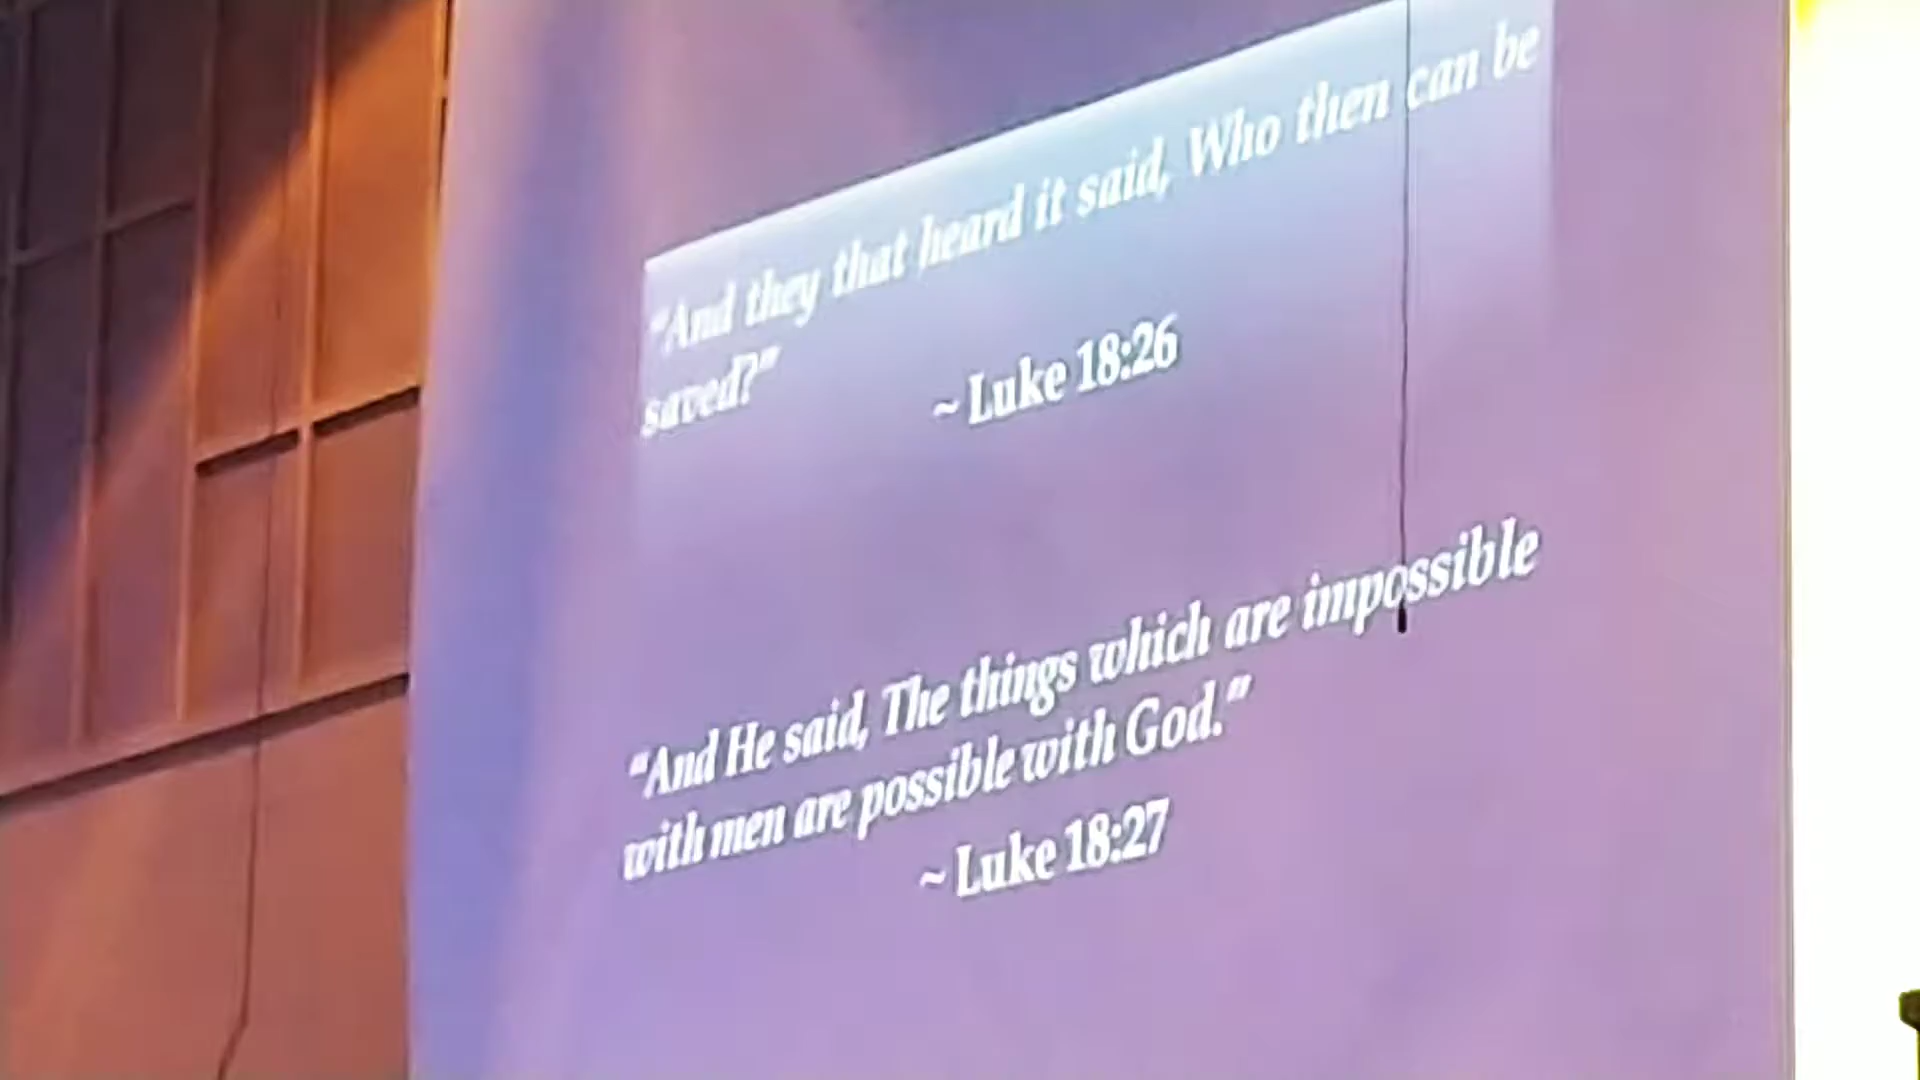 “And they that heard it said, Who then can be
saved?”
~ Luke 18:26
“And He said, The things which are impossible
with men are possible with God.”
~ Luke 18:27